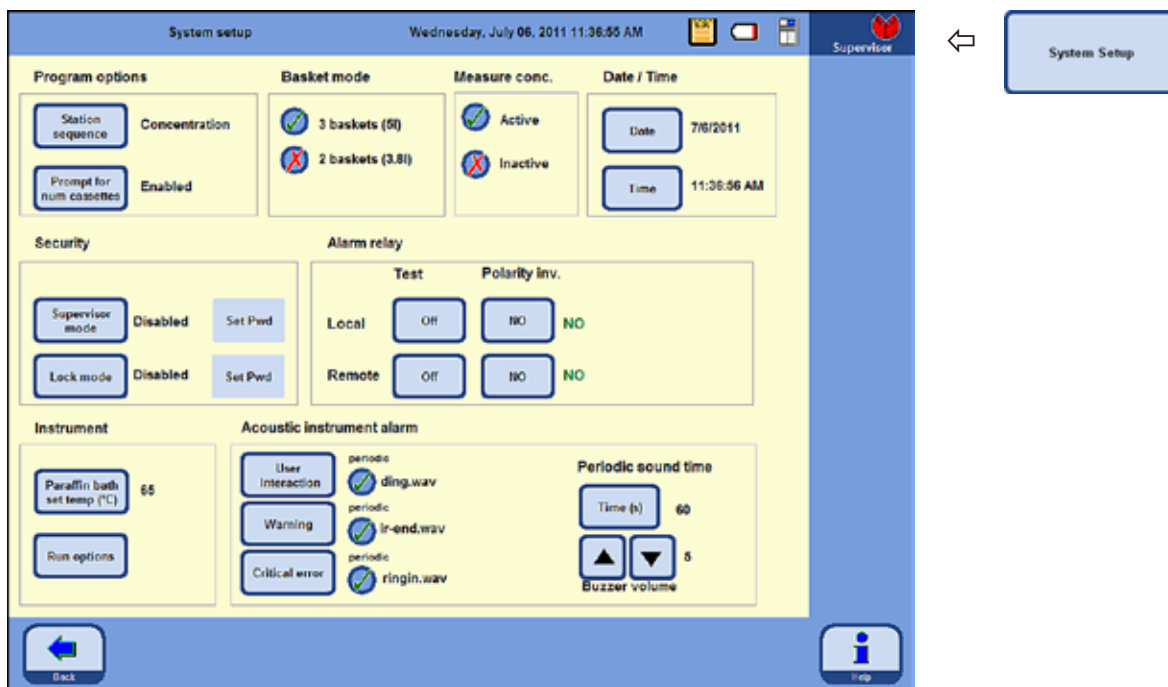 System setup
Wednesday, July 06, 2011 11:36:55 AM
Supervisor
System Setup
Program options
Basket mode
Measure conc.
Date / Time
Station
sequence
Concentration
Prompt for
num cassettes
Enabled
3 baskets (5l)
2 baskets (3.8l)
Active
Inactive
Date
7/6/2011
Time
11:36:56 AM
Security
Alarm relay
Supervisor
mode
Disabled
Set Pwd
Lock mode
Disabled
Set Pwd
Test
Polarity inv.
Local
Off
NO
NO
Remote
Off
NO
NO
Instrument
Acoustic instrument alarm
Paraffin bath
set temp (°C)
65
Run options
User
Interaction
periodic
ding.wav
Warning
periodic
ir-end.wav
Critical error
periodic
ringin.wav
Periodic sound time
Time (s)
60
5
Buzzer volume
Back
Help